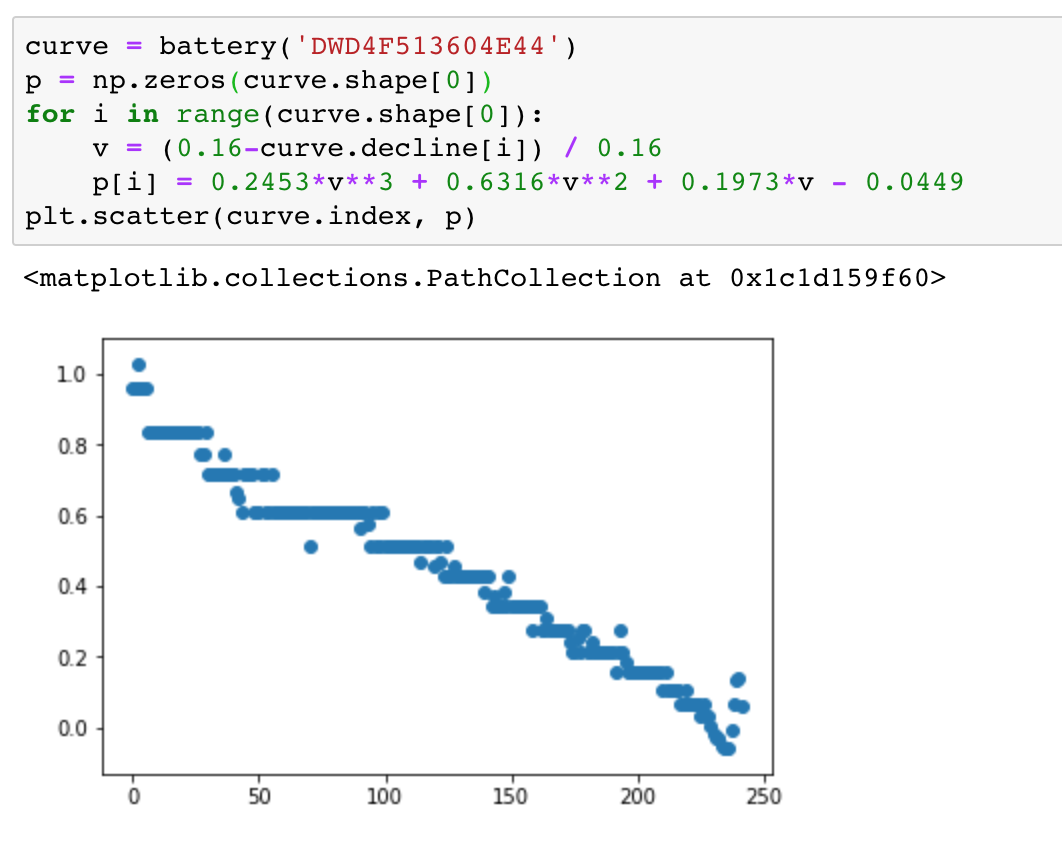 curve = battery('DWD4F513604E44')
p = np.zeros(curve.shape[0])
for i in range(curve.shape[0]):
    v = (0.16-curve.decline[i]) / 0.16
    p[i] = 0.2453*v**3 + 0.6316*v**2 + 0.1973*v - 0.0449
plt.scatter(curve.index, p)
<matplotlib.collections.PathCollection at 0x1c1d159f60>
1.0
0.8
0.6
0.4
0.2
0.0
0 50 100 150 200 250